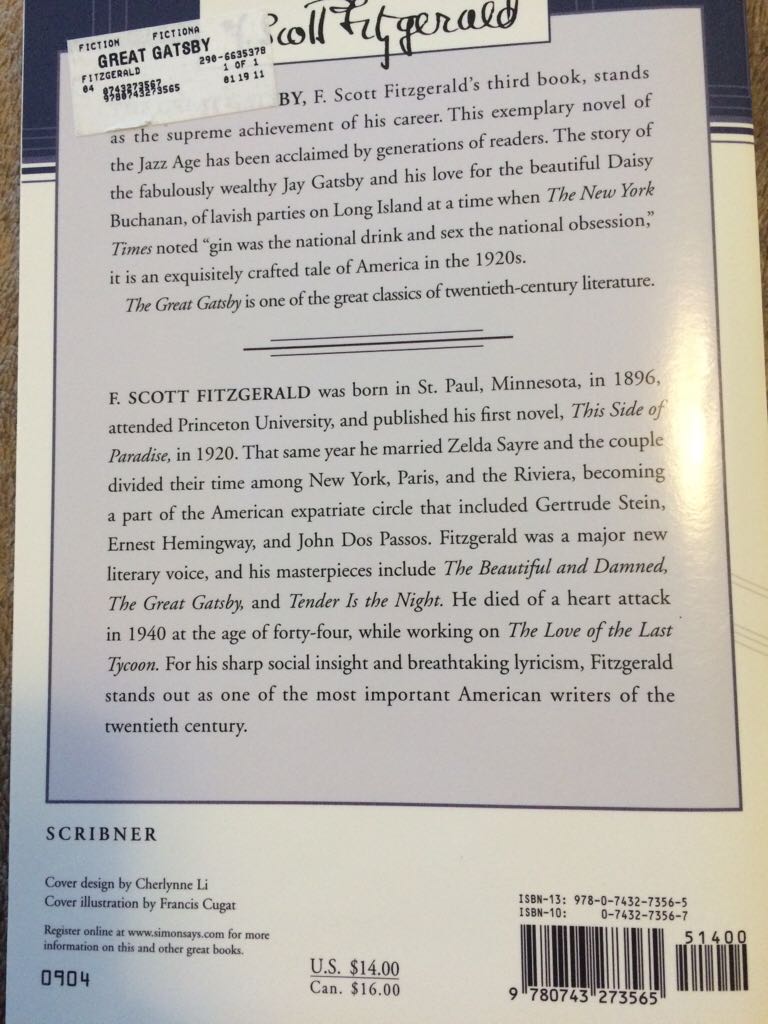 Scott Fitzgerald
FICTION FICTIONA
GREAT GATSBY
FITZGERALD 290-6635378
04 0743273567 1 OF 1
9780743273565 01 19 11
BY, F. Scott Fitzgerald's third book, stands
as the supreme achievement of his career. This exemplary novel of
the Jazz Age has been acclaimed by generations of readers. The story of
the fabulously wealthy Jay Gatsby and his love for the beautiful Daisy
Buchanan, of lavish parties on Long Island at a time when The New York
Times noted “gin was the national drink and sex the national obsession,”
it is an exquisitely crafted tale of America in the 1920s.
The Great Gatsby is one of the great classics of twentieth-century literature.
F. SCOTT FITZGERALD was born in St. Paul, Minnesota, in 1896,
attended Princeton University, and published his first novel, This Side of
Paradise, in 1920. That same year he married Zelda Sayre and the couple
divided their time among New York, Paris, and the Riviera, becoming
a part of the American expatriate circle that included Gertrude Stein,
Ernest Hemingway, and John Dos Passos. Fitzgerald was a major new
literary voice, and his masterpieces include The Beautiful and Damned,
The Great Gatsby, and Tender Is the Night. He died of a heart attack
in 1940 at the age of forty-four, while working on The Love of the Last
Tycoon. For his sharp social insight and breathtaking lyricism, Fitzgerald
stands out as one of the most important American writers of the
twentieth century.
SCRIBNER
Cover design by Cherlynne Li
Cover illustration by Francis Cugat
Register online at www.simonsays.com for more
information on this and other great books.
0904
U.S. $14.00
Can. $16.00
ISBN-13: 978-0-7432-7356-5
ISBN-10: 0-7432-7356-7
51400
9 780743 273565